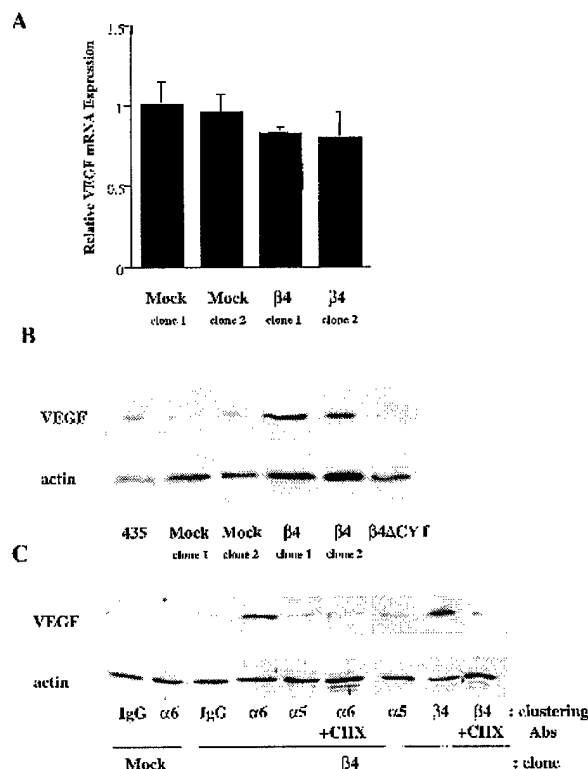 A
Relative VEGF mRNA Expression
1.5
1
0.5
0
Mock Mock β4 β4
clone 1 clone 2 clone 1 clone 2
B
VEGF
actin
435 Mock Mock β4 β4 β4ΔCYT
clone 1 clone 2 clone 1 clone 2
C
VEGF
actin
IgG α6 IgG α6 α5 α6 α5 β4 β4 : clustering
+CHX +CHX Abs
Mock β4 : clone